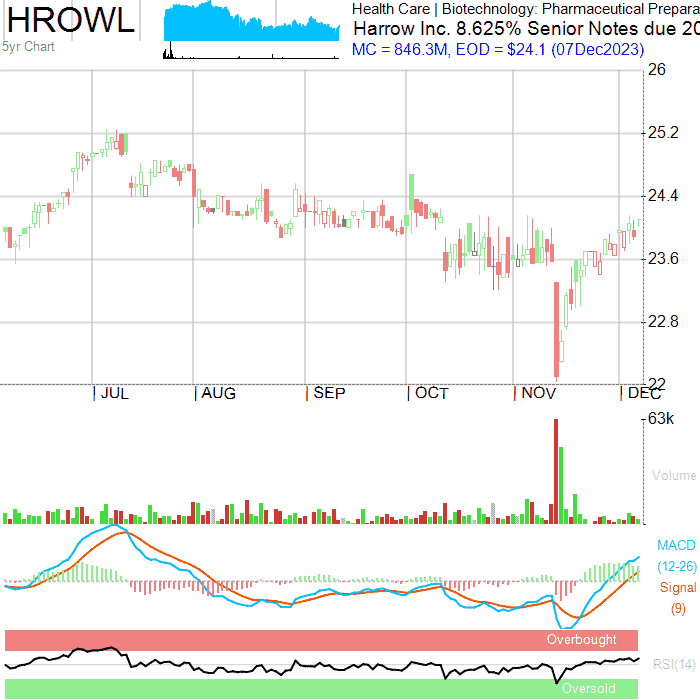 HROWL
5yr Chart
Health Care | Biotechnology: Pharmaceutical Prepara
Harrow Inc. 8.625% Senior Notes due 20
MC = 846.3M, EOD = $24.1 (07Dec2023)
26
25.2
24.4
23.6
22.8
22
JUL AUG SEP OCT NOV DEC
63k
Volume
MACD
(12-26)
Signal
(9)
Overbought
RSI(14)
Oversold